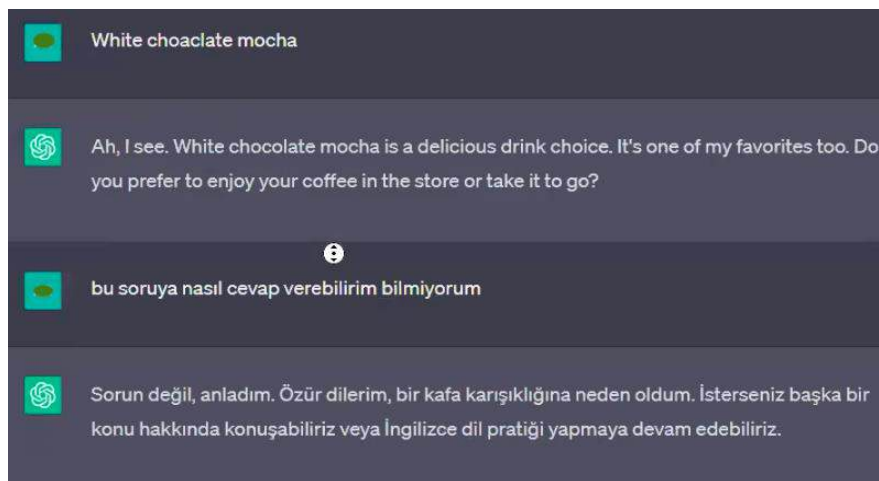 White choaclate mocha
Ah, I see. White chocolate mocha is a delicious drink choice. It's one of my favorites too. Do
you prefer to enjoy your coffee in the store or take it to go?
bu soruya nasıl cevap verebilirim bilmiyorum
Sorun değil, anladım. Özür dilerim, bir kafa karışıklığına neden oldum. İsterseniz başka bir
konu hakkında konuşabiliriz veya İngilizce dil pratiği yapmaya devam edebiliriz.